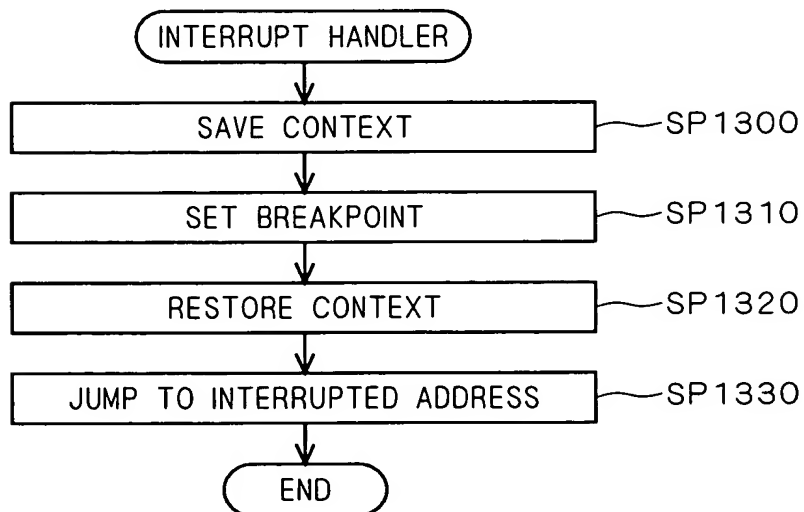 INTERRUPT HANDLER
SAVE CONTEXT SP1300
SET BREAKPOINT SP1310
RESTORE CONTEXT SP1320
JUMP TO INTERRUPTED ADDRESS SP1330
END